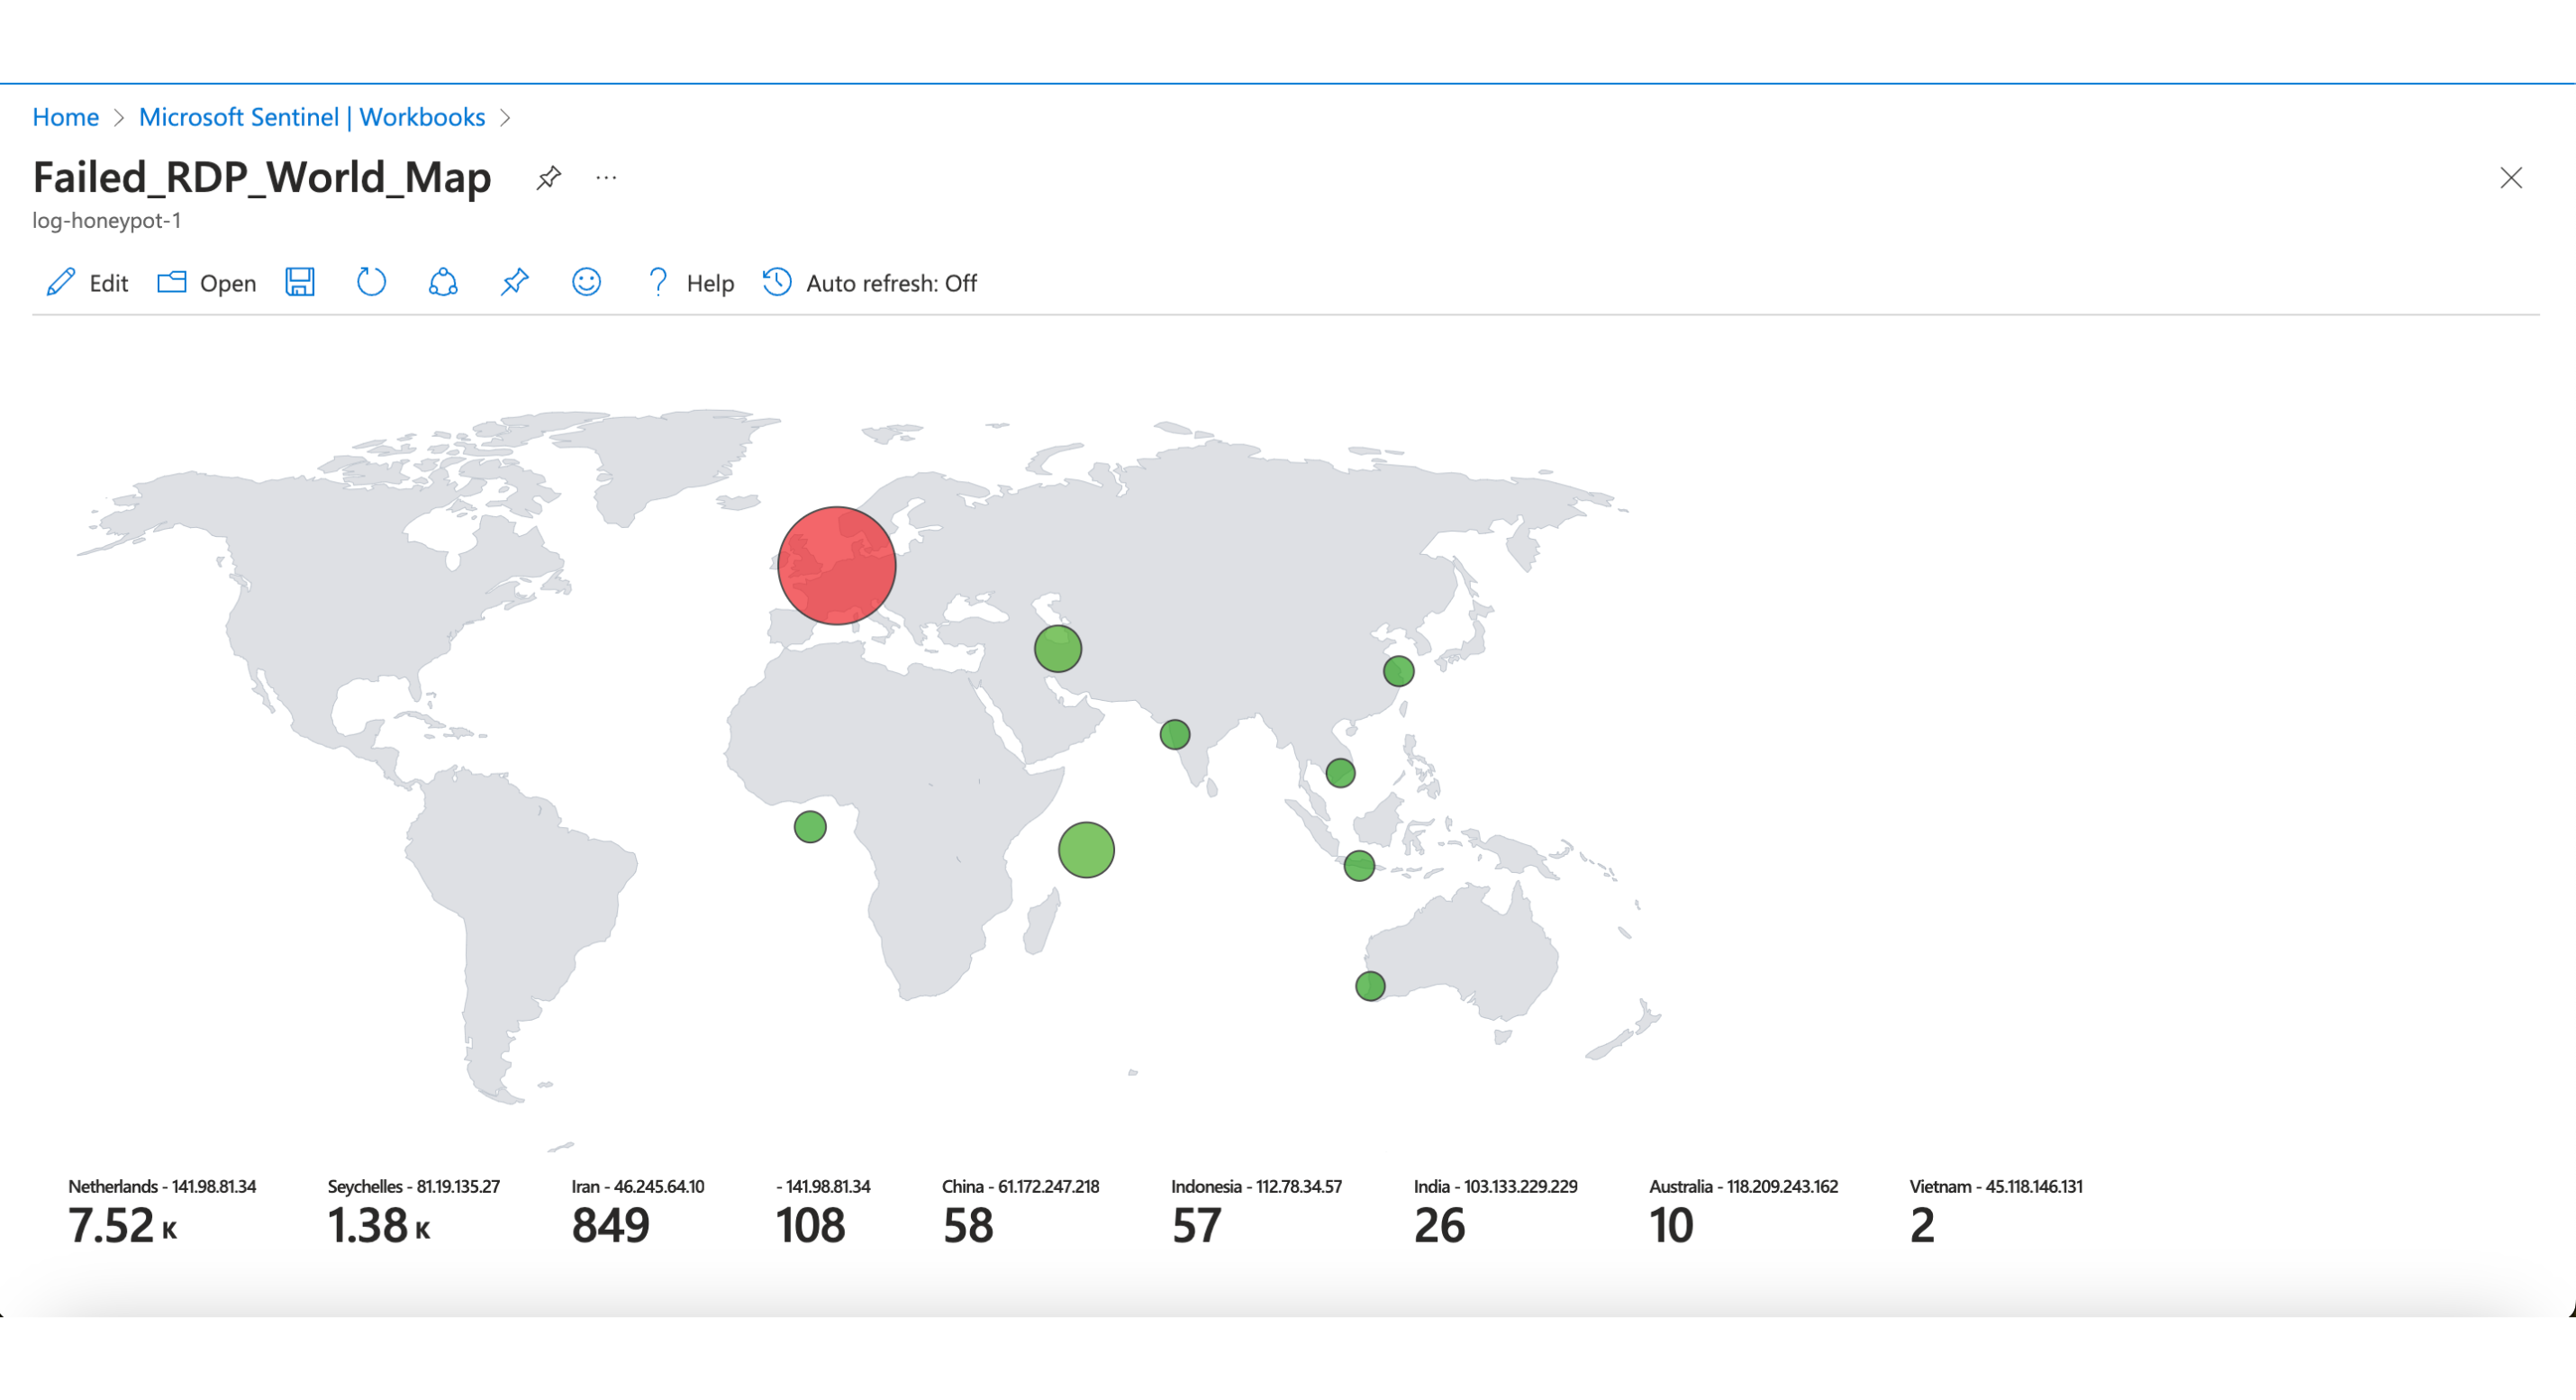 Home > Microsoft Sentinel | Workbooks >
Failed_RDP_World_Map ...
log-honeypot-1
Edit Open ? Help Auto refresh: Off
Netherlands - 141.98.81.34 Seychelles - 81.19.135.27 Iran - 46.245.64.10 - 141.98.81.34 China - 61.172.247.218 Indonesia - 112.78.34.57 India - 103.133.229.229 Australia - 118.209.243.162 Vietnam - 45.118.146.131
7.52 K 1.38 K 849 108 58 57 26 10 2